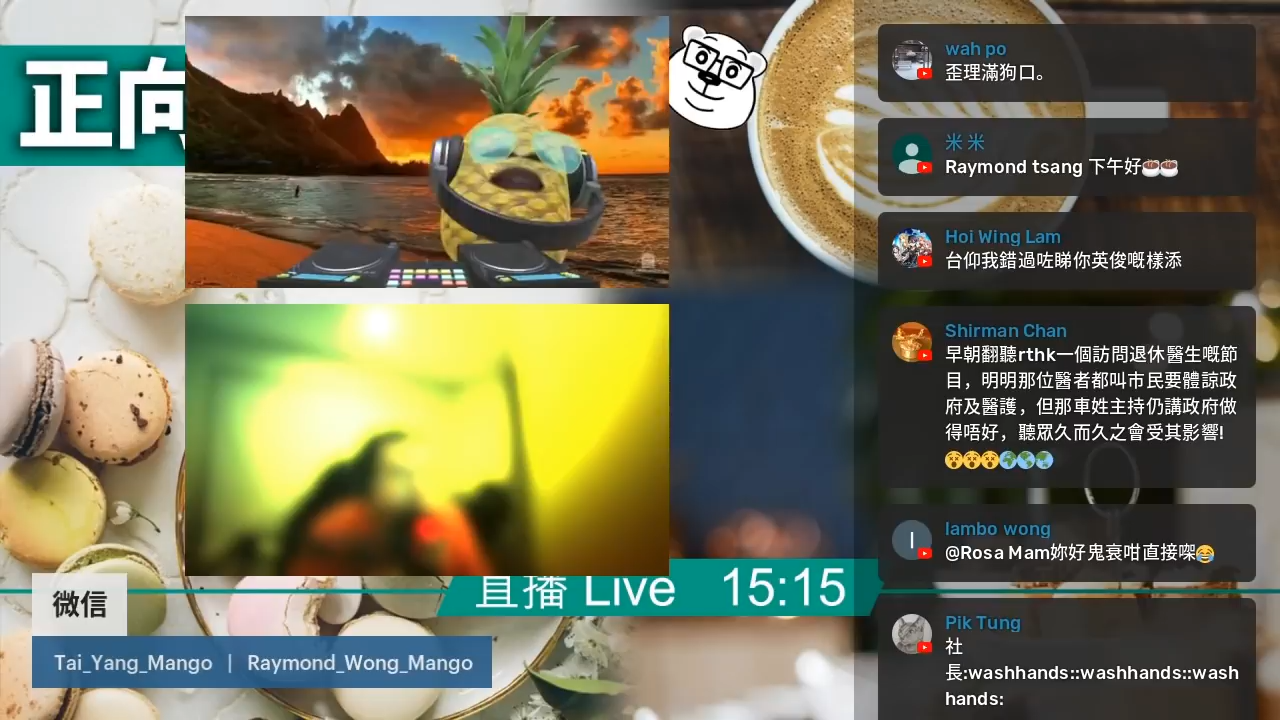 正向
wah po
歪理滿狗口。
米 米
Raymond tsang 下午好☕☕
Hoi Wing Lam
台仰我錯過咗睇你英俊嘅樣添
Shirman Chan
早朝翻聽rthk一個訪問退休醫生嘅節
目，明明那位醫者都叫市民要體諒政
府及醫護，但那車姓主持仍講政府做
得唔好，聽眾久而久之會受其影響!
😵😵😵🌏🌏🌏
lambo wong
@Rosa Mam妳好鬼衰咁直接㗎😂
Pik Tung
社
長:washhands::washhands::wash
hands:
直播 Live 15:15
微信
Tai_Yang_Mango | Raymond_Wong_Mango